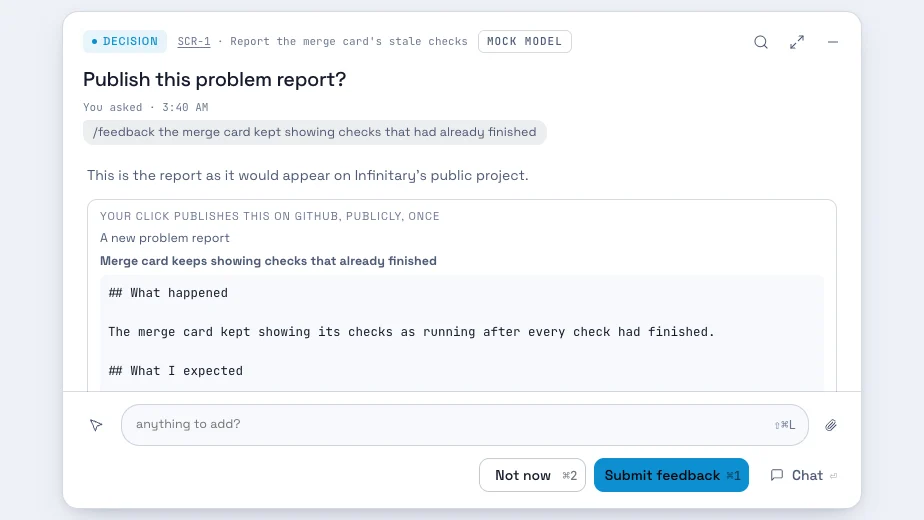 DECISION SCR-1 · Report the merge card's stale checks MOCK MODEL
Publish this problem report?
You asked · 3:40 AM
/feedback the merge card kept showing checks that had already finished
This is the report as it would appear on Infinitary's public project.
YOUR CLICK PUBLISHES THIS ON GITHUB, PUBLICLY, ONCE
A new problem report
Merge card keeps showing checks that already finished
## What happened
The merge card kept showing its checks as running after every check had finished.
## What I expected
anything to add? ⇧⌘L
Not now ⌘2 Submit feedback ⌘1 Chat ⏎